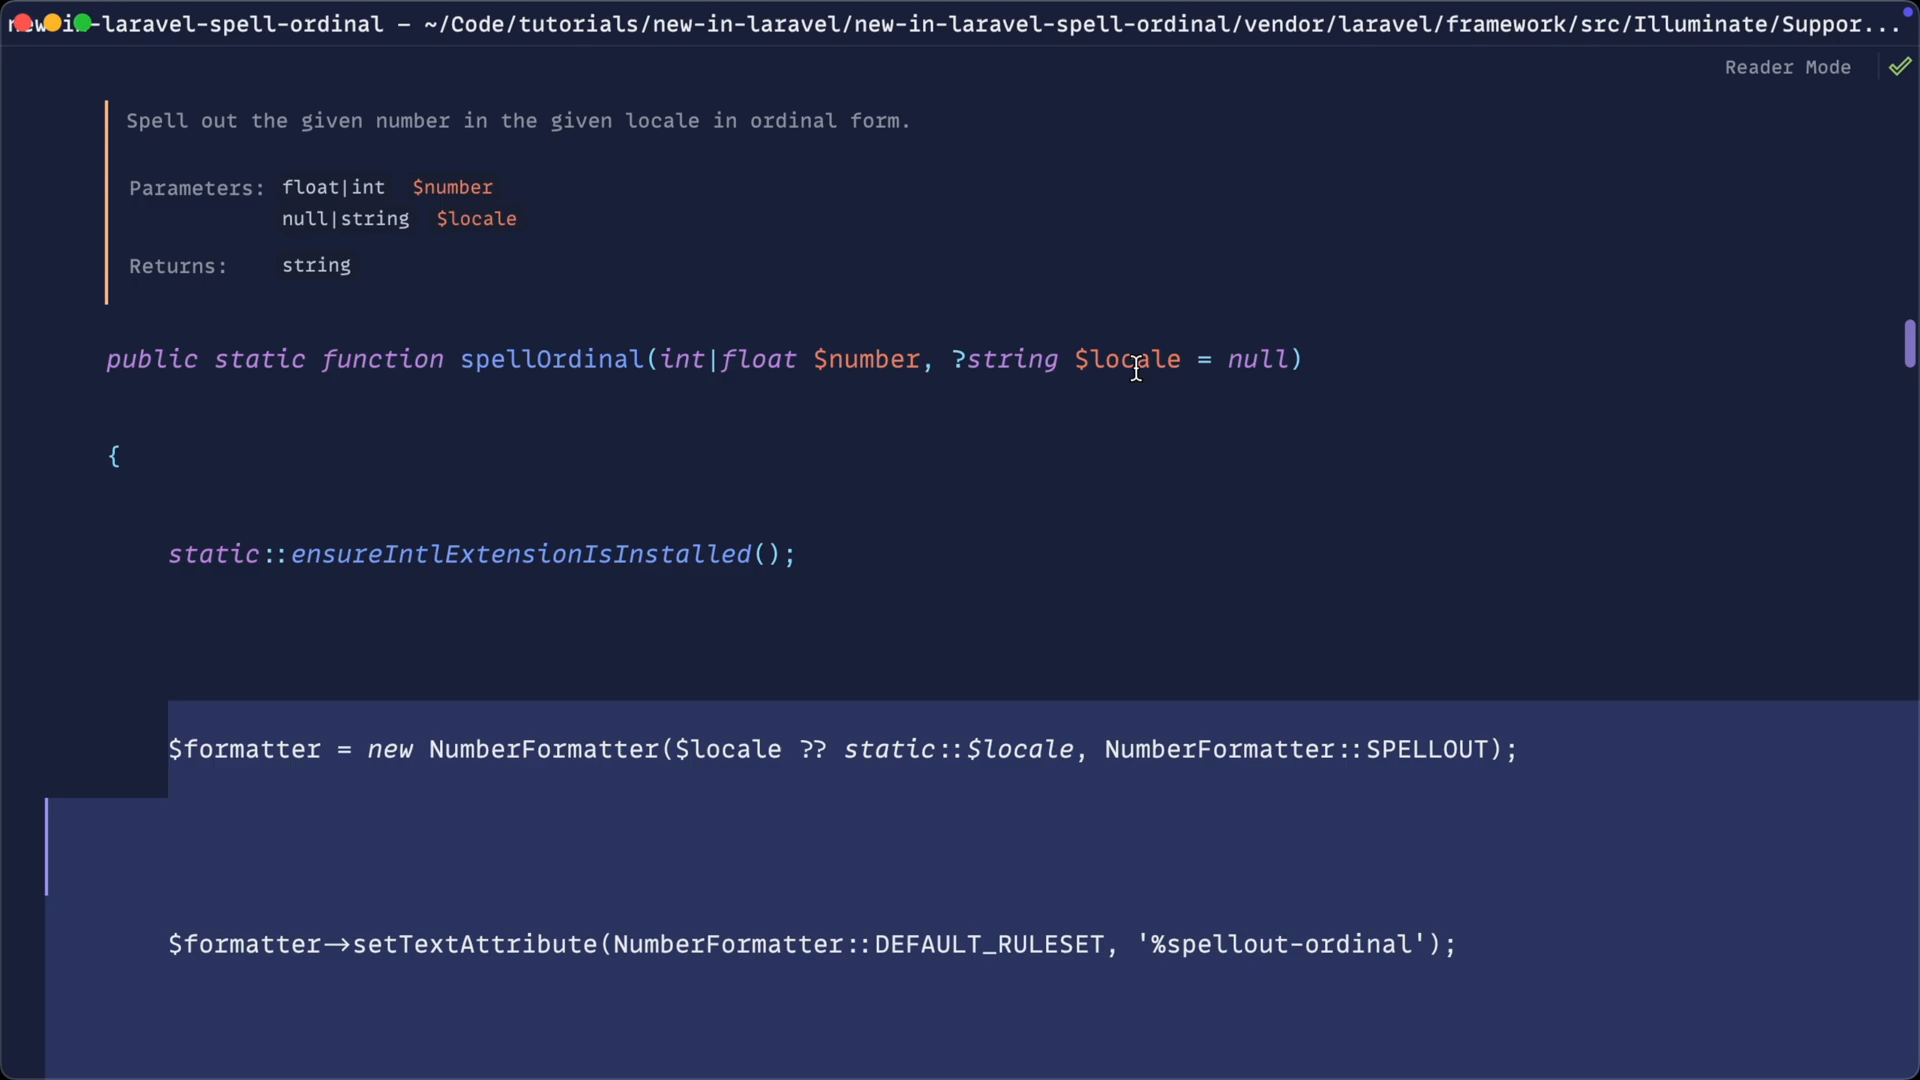 new-in-laravel-spell-ordinal – ~/Code/tutorials/new-in-laravel/new-in-laravel-spell-ordinal/vendor/laravel/framework/src/Illuminate/Suppor...
Reader Mode
Spell out the given number in the given locale in ordinal form.
Parameters: float|int $number
null|string $locale
Returns: string
public static function spellOrdinal(int|float $number, ?string $locale = null)
{
static::ensureIntlExtensionIsInstalled();
$formatter = new NumberFormatter($locale ?? static::$locale, NumberFormatter::SPELLOUT);
$formatter->setTextAttribute(NumberFormatter::DEFAULT_RULESET, '%spellout-ordinal');